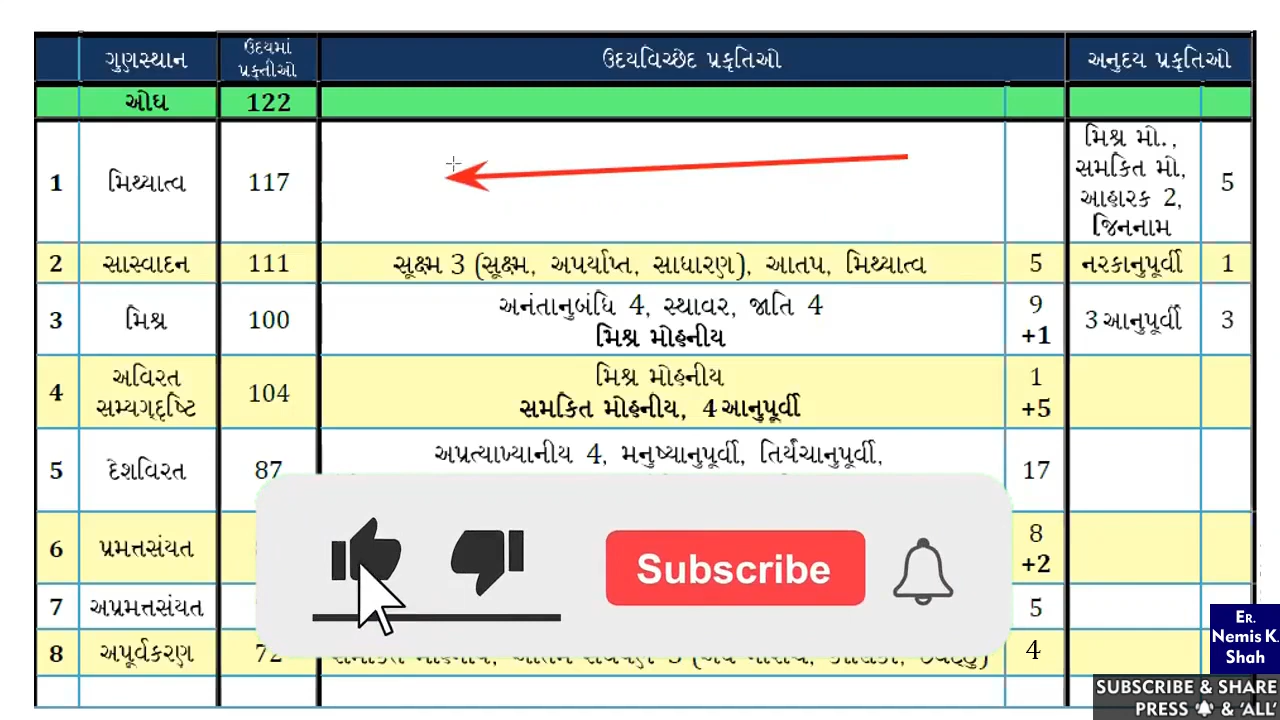 ગુણસ્થાન ઉદયમાં પ્રકૃતીઓ ઉદયવિચ્છેદ પ્રકૃતિઓ અનુદય પ્રકૃતિઓ
ઓઘ 122
1 મિથ્યાત્વ 117 મિશ્ર મો., સમકિત મો, આહારક 2, જિનનામ 5
2 સાસ્વાદન 111 સૂક્ષ્મ 3 (સૂક્ષ્મ, અપર્યાપ્ત, સાધારણ), આતપ, મિથ્યાત્વ 5 નરકાનુપૂર્વી 1
3 મિશ્ર 100 અનંતાનુબંધિ 4, સ્થાવર, જાતિ 4 9 3 આનુપૂર્વી 3
મિશ્ર મોહનીય +1
4 અવિરત સમ્યગ્દૃષ્ટિ 104 મિશ્ર મોહનીય 1
સમકિત મોહનીય, 4 આનુપૂર્વી +5
5 દેશવિરત 87 અપ્રત્યાખ્યાનીય 4, મનુષ્યાનુપૂર્વી, તિર્યંચાનુપૂર્વી, 17
6 પ્રમત્તસંયત 8
+2
7 અપ્રમત્તસંયત 5
8 અપૂર્વકરણ 72 4
Subscribe
ER.
Nemis K.
Shah
SUBSCRIBE & SHARE
PRESS & 'ALL'